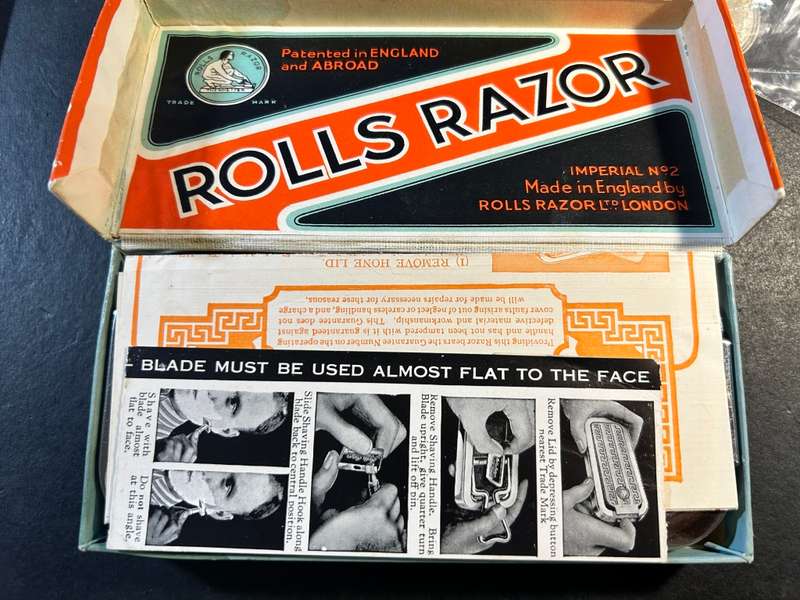 ROLLS RAZOR
THE WHETTER
TRADE MARK
Patented in ENGLAND
and ABROAD
ROLLS RAZOR
IMPERIAL Nº2
Made in England by
ROLLS RAZOR LTD LONDON
(1) REMOVE HONE LID.
Providing this Razor bears the Guarantee Number on the operating
handle and has not been tampered with it is guaranteed against
defective material and workmanship. This Guarantee does not
cover faults arising out of neglect or careless handling, and a charge
will be made for repairs necessary for these reasons.
BLADE MUST BE USED ALMOST FLAT TO THE FACE
Remove Lid by depressing button
nearest Trade Mark
Remove Shaving Handle. Bring
Blade upright, give quarter turn
and lift off pin.
Slide Shaving Handle Hook along
blade back to central position.
Shave with
blade almost
flat to face.
Do not shave
at this angle.